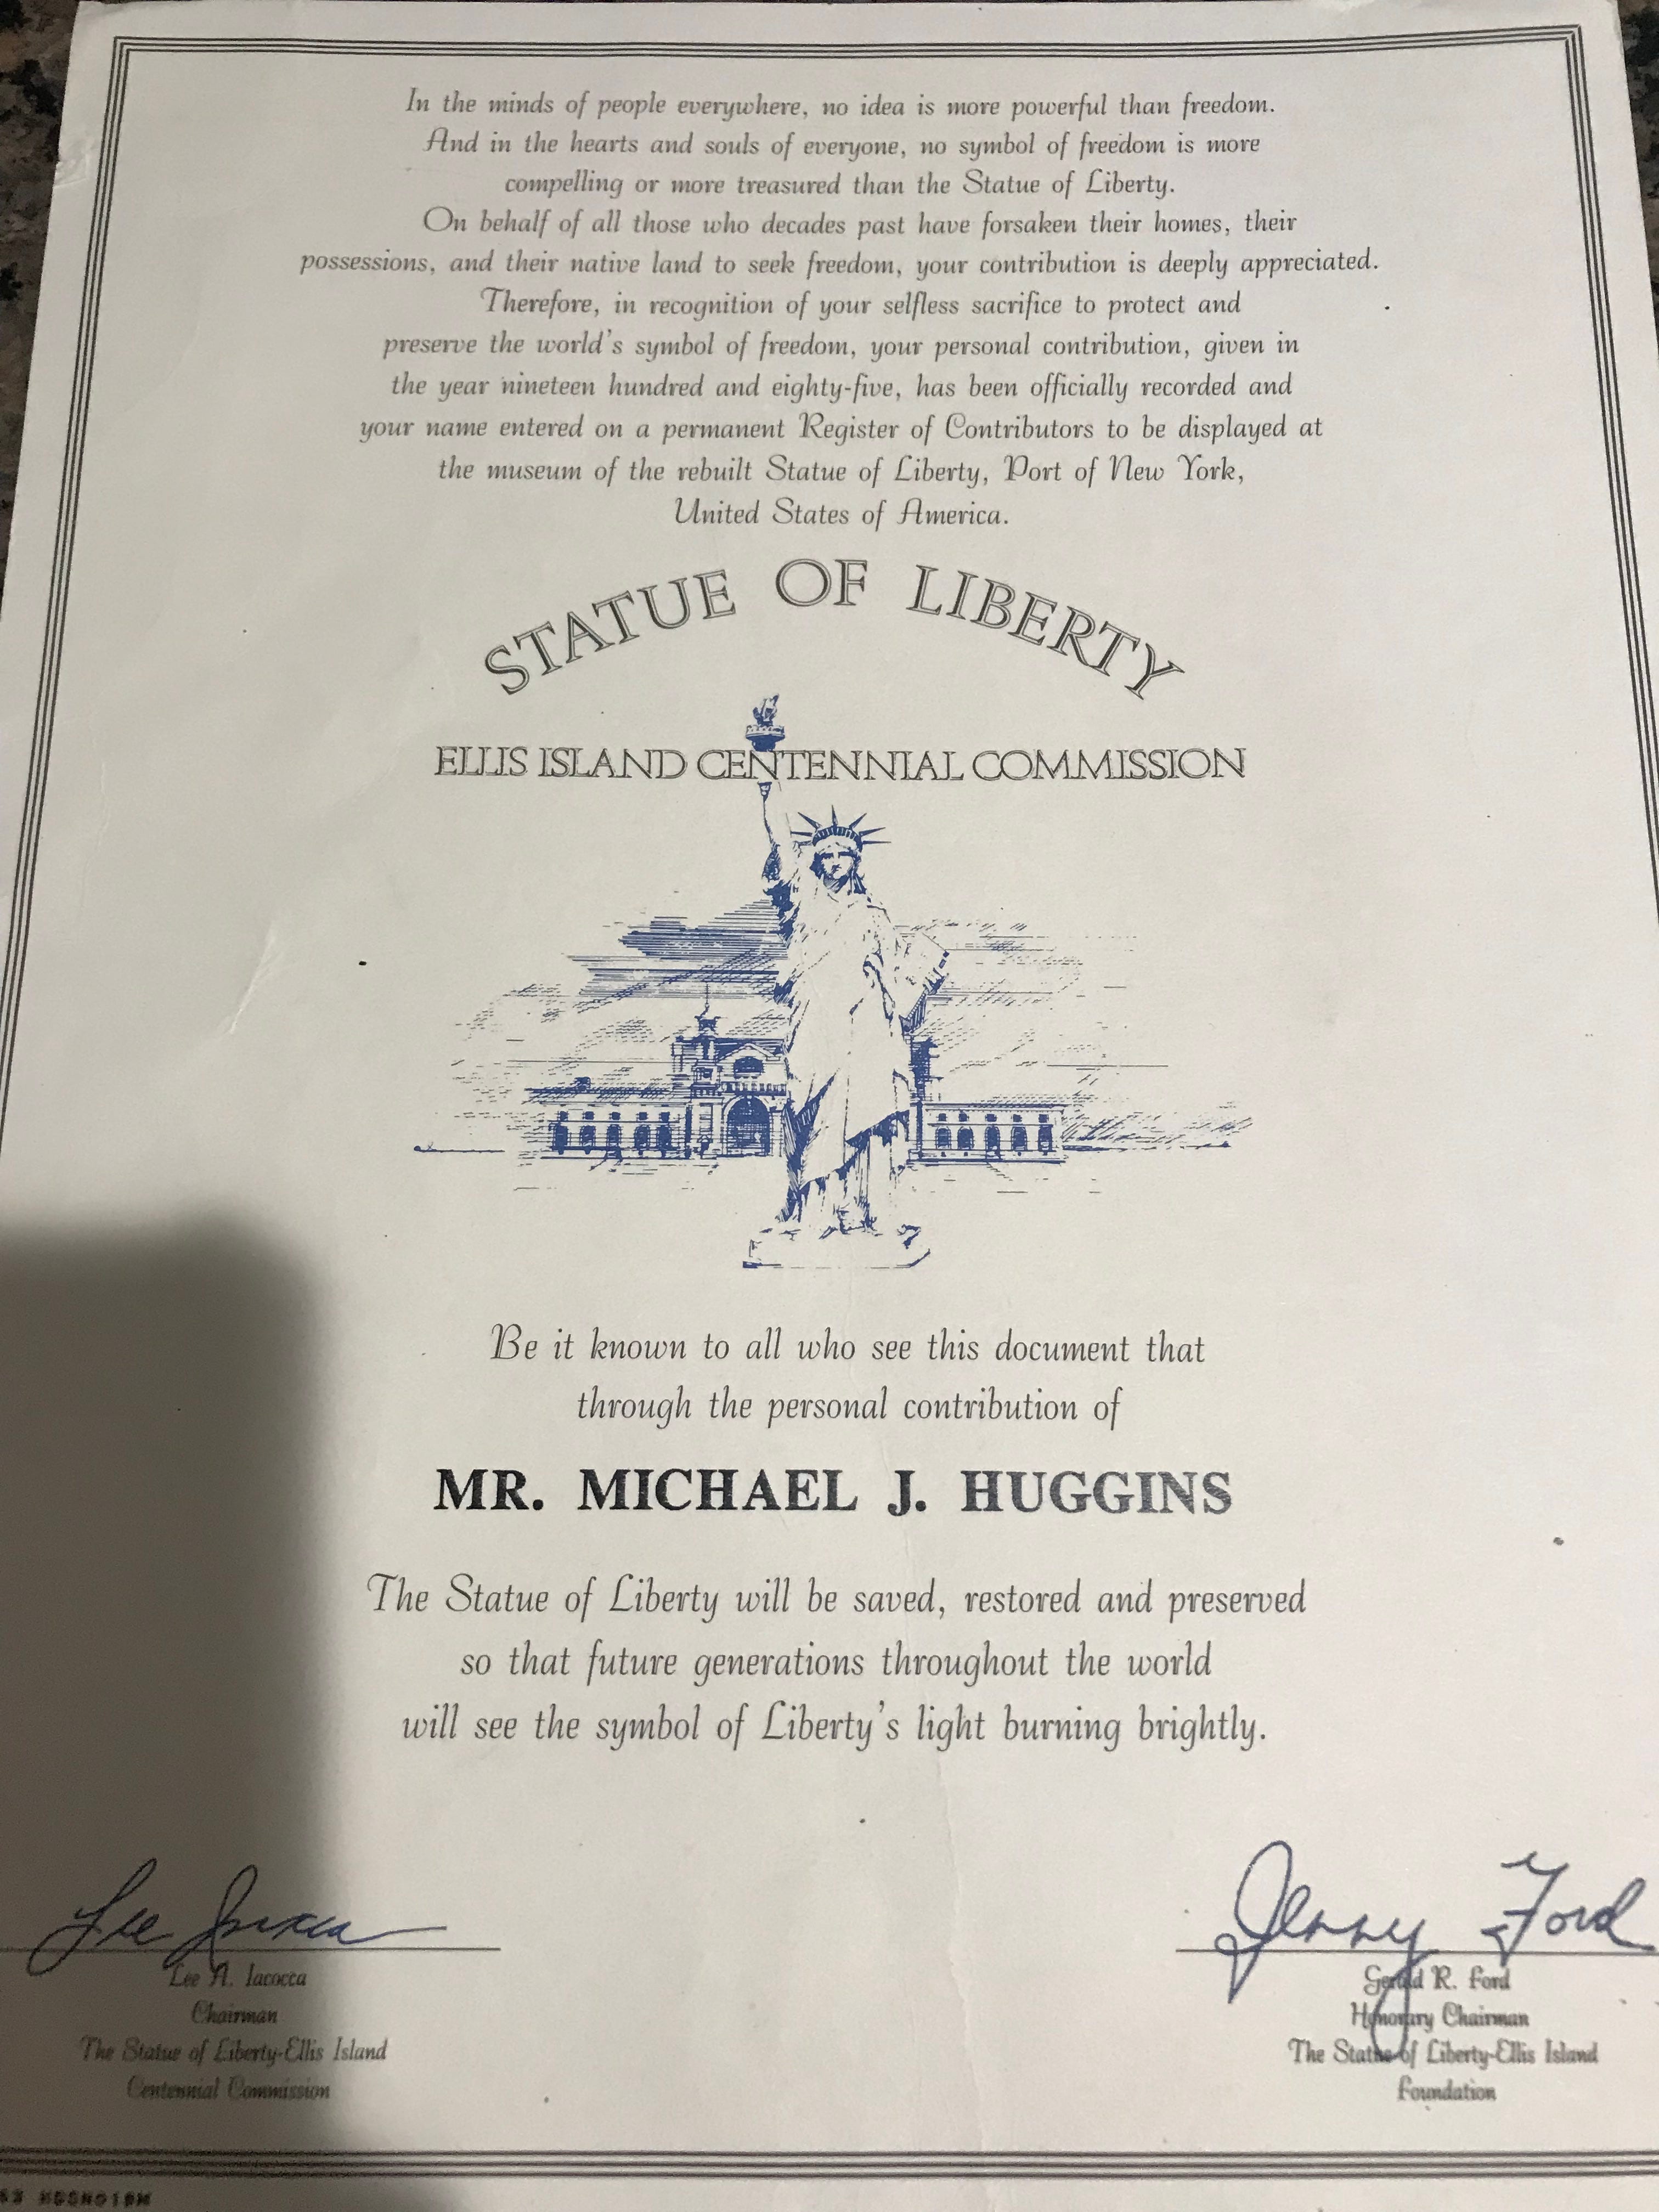 In the minds of people everywhere, no idea is more powerful than freedom.
And in the hearts and souls of everyone, no symbol of freedom is more
compelling or more treasured than the Statue of Liberty.
On behalf of all those who decades past have forsaken their homes, their
possessions, and their native land to seek freedom, your contribution is deeply appreciated.
Therefore, in recognition of your selfless sacrifice to protect and
preserve the world's symbol of freedom, your personal contribution, given in
the year nineteen hundred and eighty-five, has been officially recorded and
your name entered on a permanent Register of Contributors to be displayed at
the museum of the rebuilt Statue of Liberty, Port of New York,
United States of America.
STATUE OF LIBERTY
ELLIS ISLAND CENTENNIAL COMMISSION
Be it known to all who see this document that
through the personal contribution of
MR. MICHAEL J. HUGGINS
The Statue of Liberty will be saved, restored and preserved
so that future generations throughout the world
will see the symbol of Liberty's light burning brightly.
Lee Iacocca
Lee A. Iacocca
Chairman
The Statue of Liberty-Ellis Island
Centennial Commission
Jerry Ford
Gerald R. Ford
Honorary Chairman
The Statue of Liberty-Ellis Island
Foundation